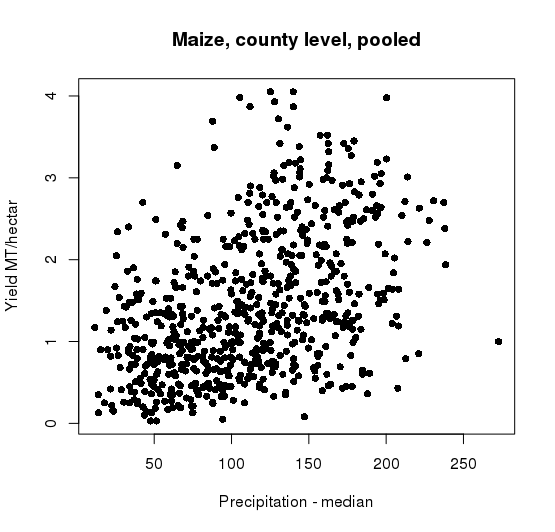 Maize, county level, pooled
Yield MT/hectar
4
3
2
1
0
50 100 150 200 250
Precipitation - median